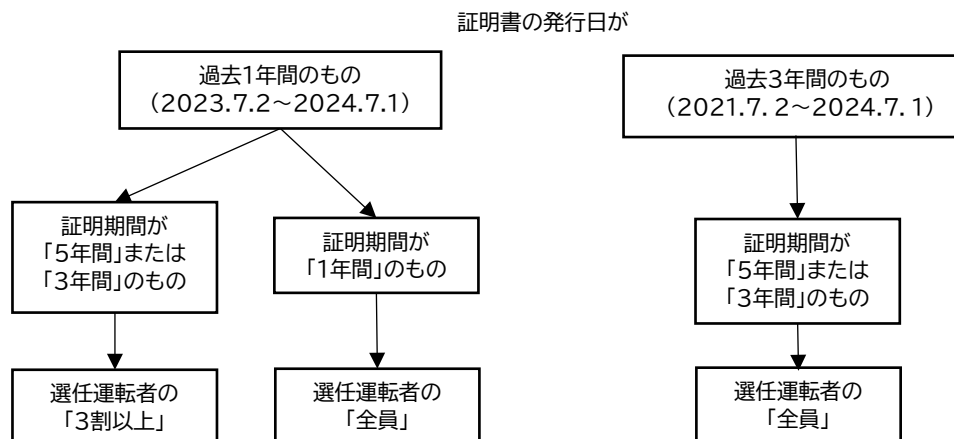 証明書の発行日が
過去1年間のもの
（2023.7.2～2024.7.1）
過去3年間のもの
（2021.7.2～2024.7.1）
証明期間が
「5年間」または
「3年間」のもの
証明期間が
「1年間」のもの
証明期間が
「5年間」または
「3年間」のもの
選任運転者の
「3割以上」
選任運転者の
「全員」
選任運転者の
「全員」